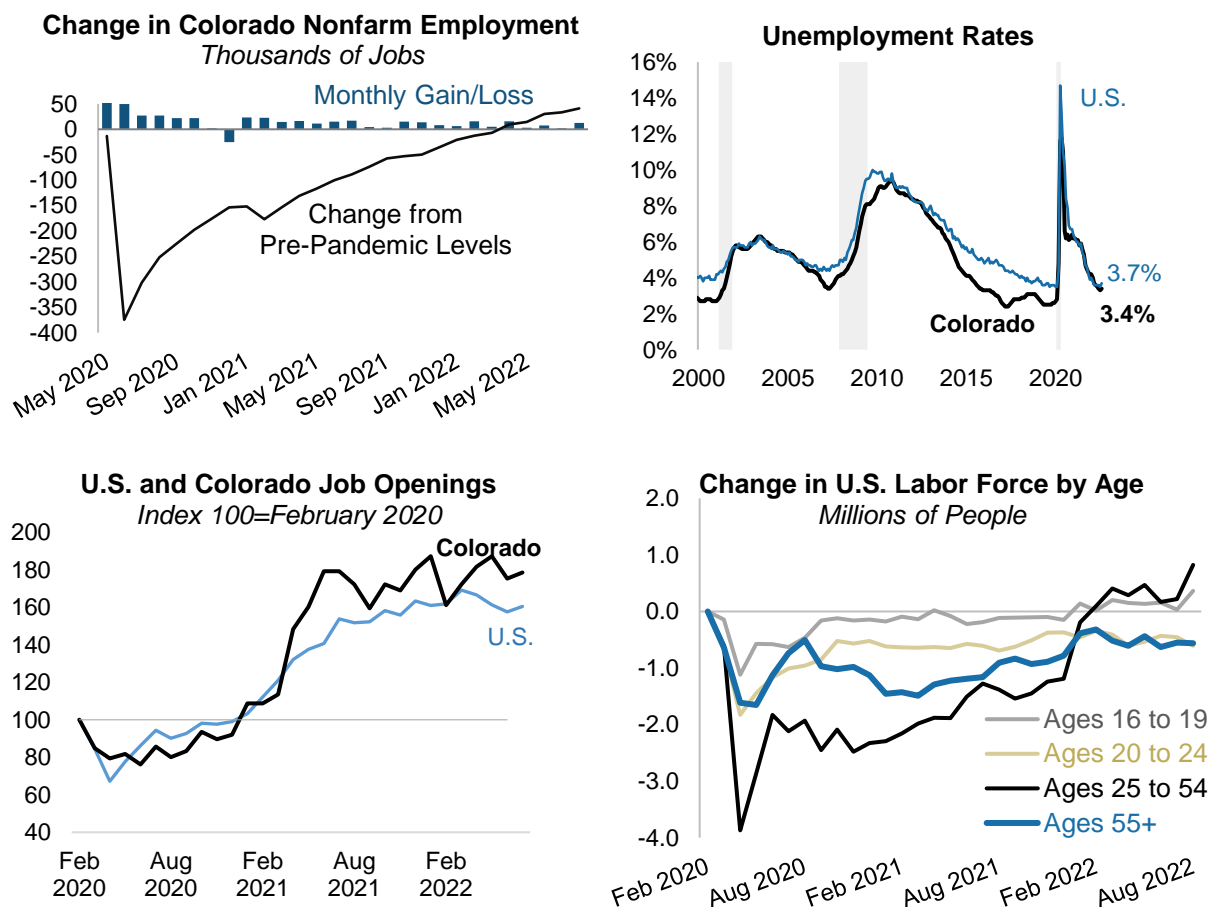 Change in Colorado Nonfarm Employment
Thousands of Jobs
50
0
-50
-100
-150
-200
-250
-300
-350
-400
Monthly Gain/Loss
Change from
Pre-Pandemic Levels
May 2020
Sep 2020
Jan 2021
May 2021
Sep 2021
Jan 2022
May 2022
Unemployment Rates
16%
14%
12%
10%
8%
6%
4%
2%
0%
U.S.
3.7%
Colorado
3.4%
2000
2005
2010
2015
2020
U.S. and Colorado Job Openings
Index 100=February 2020
200
180
160
140
120
100
80
60
40
Colorado
U.S.
Feb
2020
Aug
2020
Feb
2021
Aug
2021
Feb
2022
Change in U.S. Labor Force by Age
Millions of People
2.0
1.0
0.0
-1.0
-2.0
-3.0
-4.0
Ages 16 to 19
Ages 20 to 24
Ages 25 to 54
Ages 55+
Feb 2020
Aug 2020
Feb 2021
Aug 2021
Feb 2022
Aug 2022